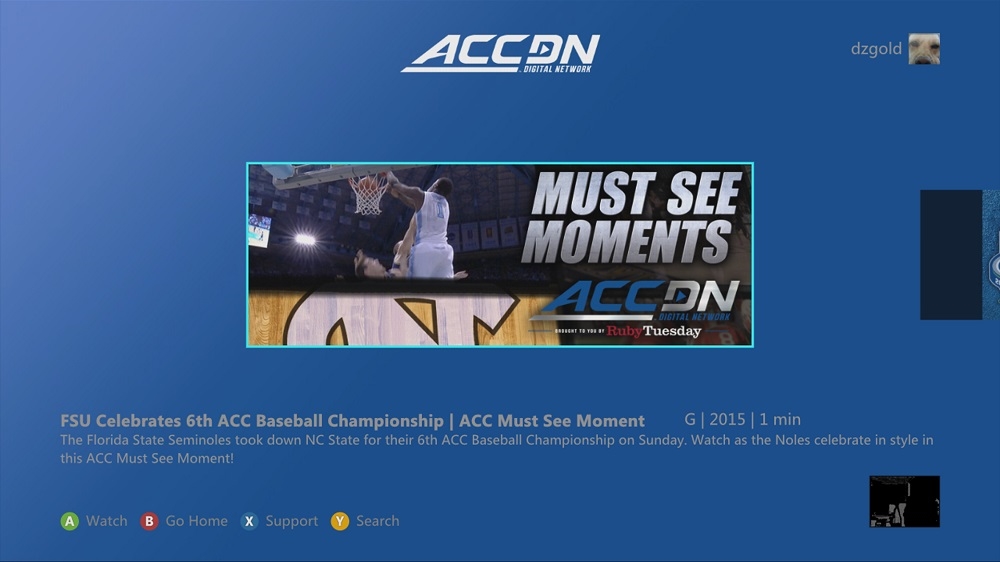 ACCDN
DIGITAL NETWORK
dzgold
MUST SEE
MOMENTS
ACCDN
DIGITAL NETWORK
BROUGHT TO YOU BY RubyTuesday
FSU Celebrates 6th ACC Baseball Championship | ACC Must See Moment G | 2015 | 1 min
The Florida State Seminoles took down NC State for their 6th ACC Baseball Championship on Sunday. Watch as the Noles celebrate in style in
this ACC Must See Moment!
A Watch B Go Home X Support Y Search